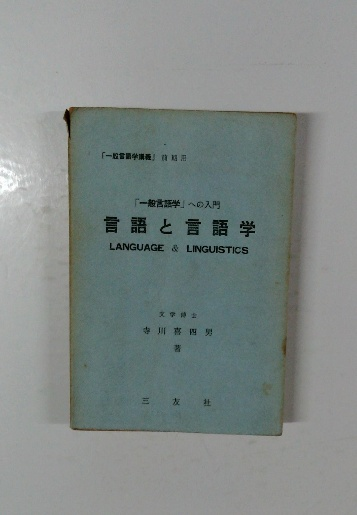 「一般言語学講義」前期用
「一般言語学」への入門
言語と言語学
LANGUAGE & LINGUISTICS
文学博士
寺川喜四男
著
三友社